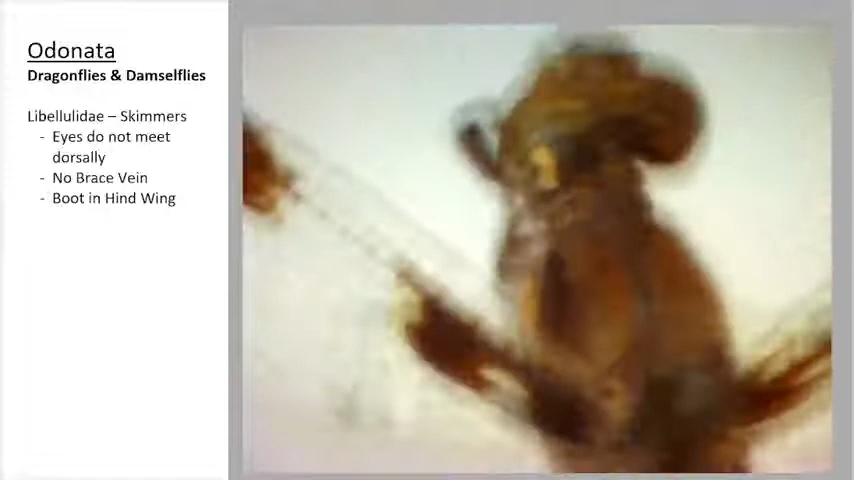 Odonata
Dragonflies & Damselflies
Libellulidae – Skimmers
- Eyes do not meet
dorsally
- No Brace Vein
- Boot in Hind Wing